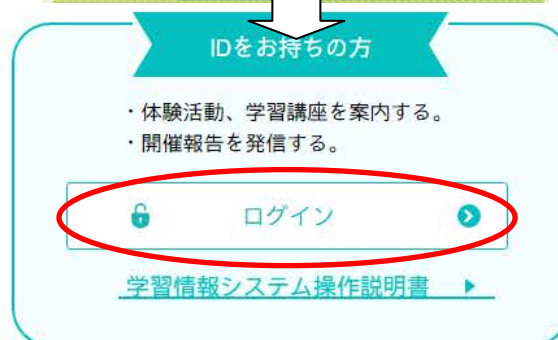 IDをお持ちの方
・体験活動、学習講座を案内する。
・開催報告を発信する。
ログイン
学習情報システム操作説明書